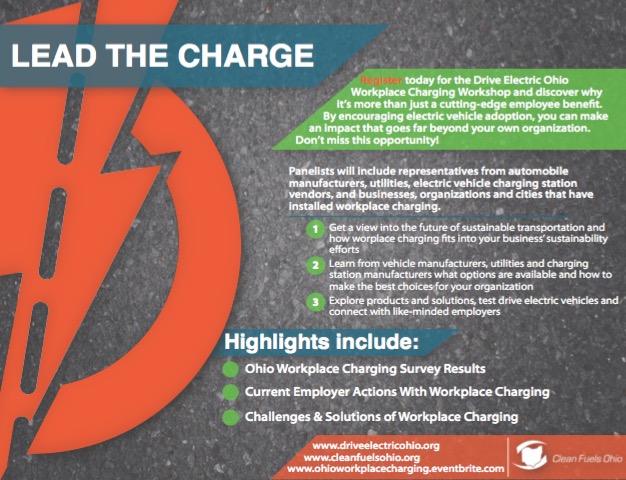 LEAD THE CHARGE
Register today for the Drive Electric Ohio
Workplace Charging Workshop and discover why
it's more than just a cutting-edge employee benefit.
By encouraging electric vehicle adoption, you can make
an impact that goes far beyond your own organization.
Don't miss this opportunity!
Panelists will include representatives from automobile
manufacturers, utilities, electric vehicle charging station
vendors, and businesses, organizations and cities that have
installed workplace charging.
1 Get a view into the future of sustainable transportation and
how worplace charging fits into your business' sustainability
efforts
2 Learn from vehicle manufacturers, utilities and charging
station manufacturers what options are available and how to
make the best choices for your organization
3 Explore products and solutions, test drive electric vehicles and
connect with like-minded employers
Highlights include:
Ohio Workplace Charging Survey Results
Current Employer Actions With Workplace Charging
Challenges & Solutions of Workplace Charging
www.driveelectricohio.org
www.cleanfuelsohio.org
www.ohioworkplacecharging.eventbrite.com
Clean Fuels Ohio